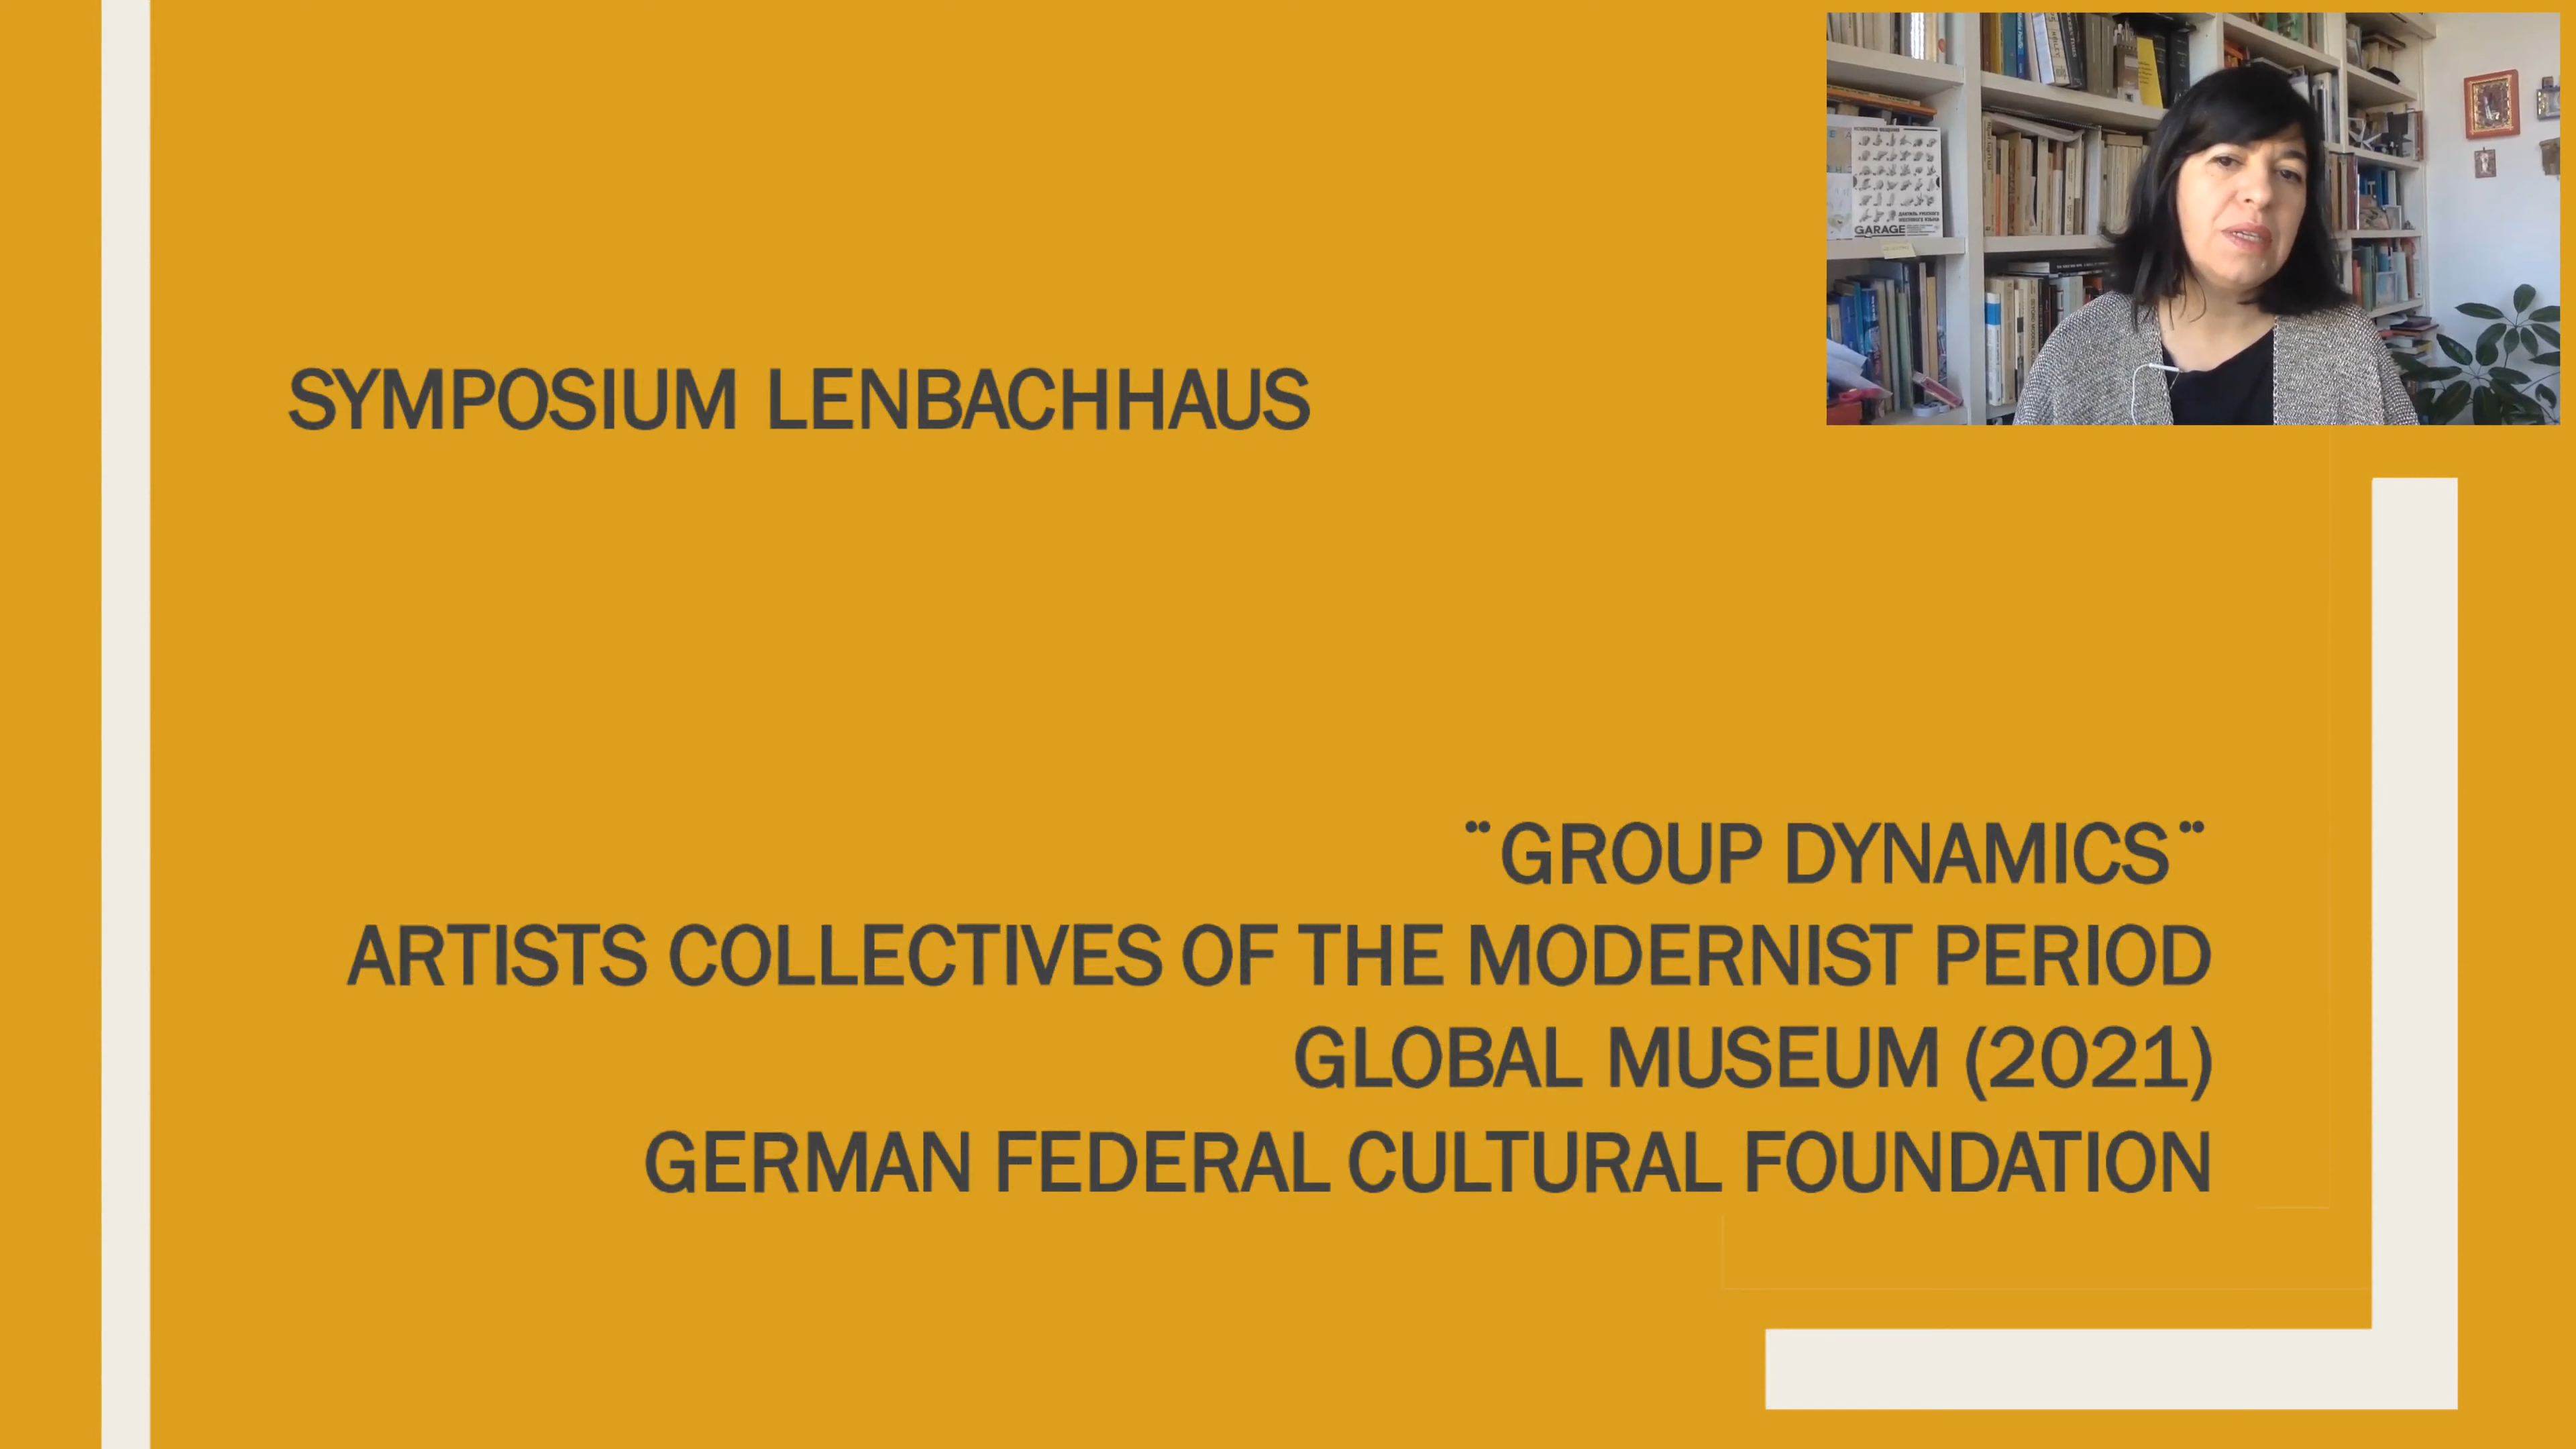 SYMPOSIUM LENBACHHAUS
GARAGE
¨GROUP DYNAMICS¨
ARTISTS COLLECTIVES OF THE MODERNIST PERIOD
GLOBAL MUSEUM (2021)
GERMAN FEDERAL CULTURAL FOUNDATION